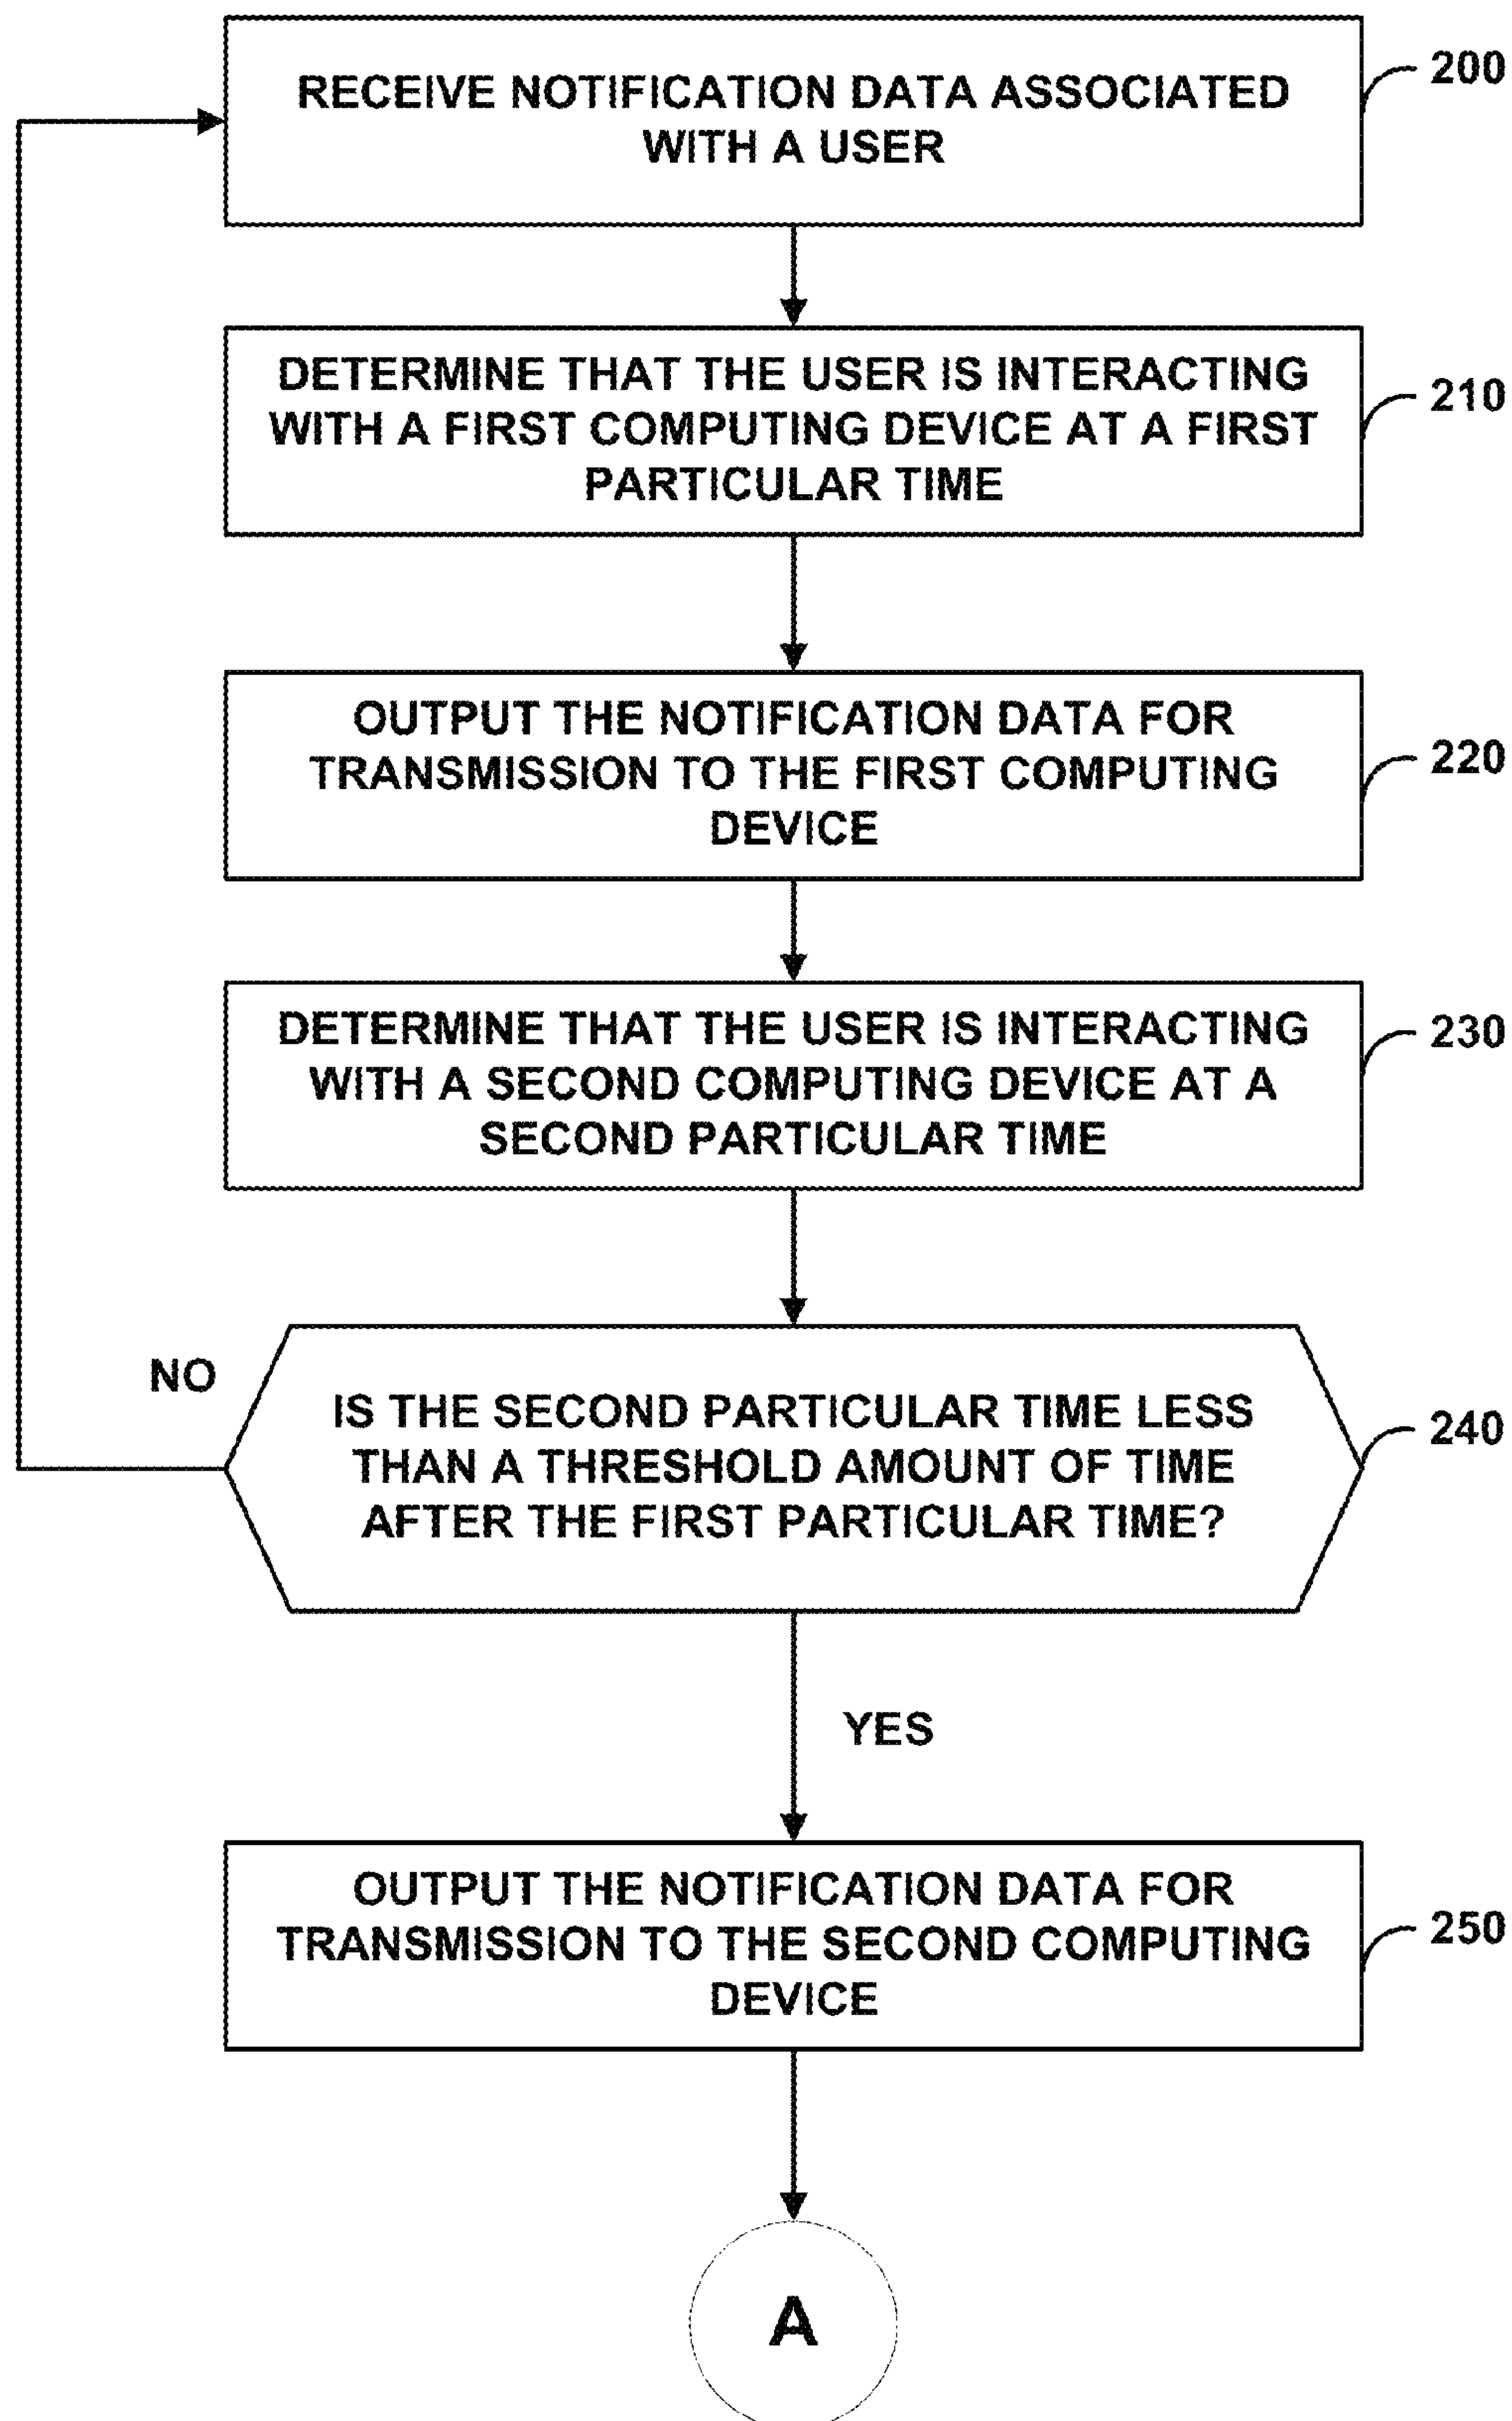 RECEIVE NOTIFICATION DATA ASSOCIATED
WITH A USER
200
DETERMINE THAT THE USER IS INTERACTING
WITH A FIRST COMPUTING DEVICE AT A FIRST
PARTICULAR TIME
210
OUTPUT THE NOTIFICATION DATA FOR
TRANSMISSION TO THE FIRST COMPUTING
DEVICE
220
DETERMINE THAT THE USER IS INTERACTING
WITH A SECOND COMPUTING DEVICE AT A
SECOND PARTICULAR TIME
230
NO
IS THE SECOND PARTICULAR TIME LESS
THAN A THRESHOLD AMOUNT OF TIME
AFTER THE FIRST PARTICULAR TIME?
240
YES
OUTPUT THE NOTIFICATION DATA FOR
TRANSMISSION TO THE SECOND COMPUTING
DEVICE
250
A